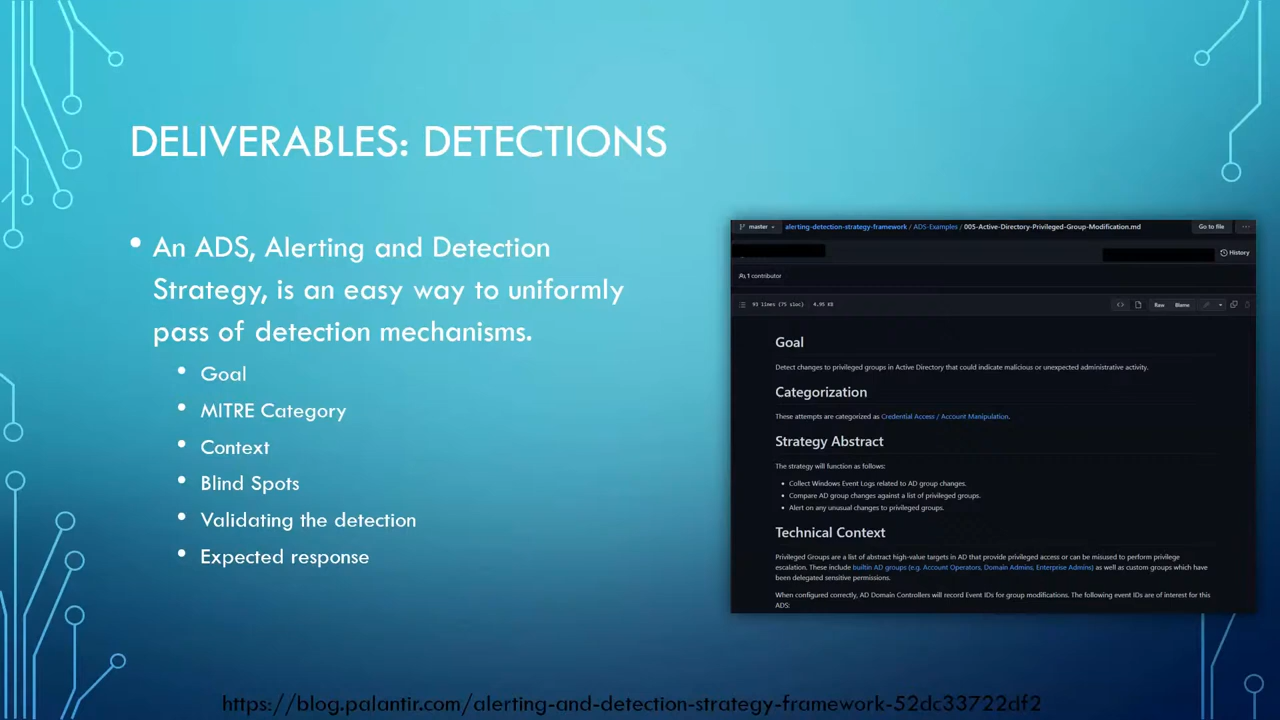 DELIVERABLES: DETECTIONS
• An ADS, Alerting and Detection
Strategy, is an easy way to uniformly
pass of detection mechanisms.
• Goal
• MITRE Category
• Context
• Blind Spots
• Validating the detection
• Expected response
master
alerting-detection-strategy-framework / ADS-Examples / 005-Active-Directory-Privileged-Group-Modification.md
Go to file
History
1 contributor
93 lines (75 sloc) 4.95 KB
Raw
Blame
Goal
Detect changes to privileged groups in Active Directory that could indicate malicious or unexpected administrative activity.
Categorization
These attempts are categorized as Credential Access / Account Manipulation.
Strategy Abstract
The strategy will function as follows:
• Collect Windows Event Logs related to AD group changes.
• Compare AD group changes against a list of privileged groups.
• Alert on any unusual changes to privileged groups.
Technical Context
Privileged Groups are a list of abstract high-value targets in AD that provide privileged access or can be misused to perform privilege
escalation. These include builtin AD groups (e.g. Account Operators, Domain Admins, Enterprise Admins) as well as custom groups which have
been delegated sensitive permissions.
When configured correctly, AD Domain Controllers will record Event IDs for group modifications. The following event IDs are of interest for this
ADS:
https://blog.palantir.com/alerting-and-detection-strategy-framework-52dc33722df2